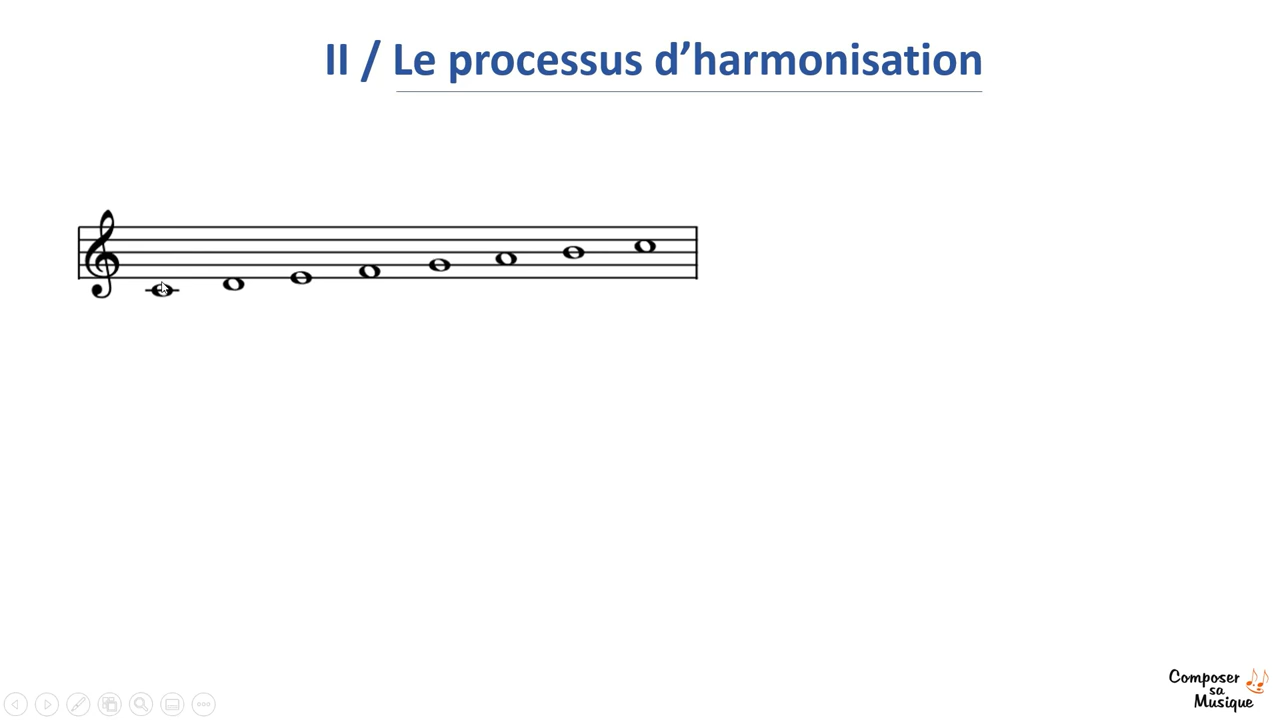 II / Le processus d’harmonisation
Composer
sa
Musique